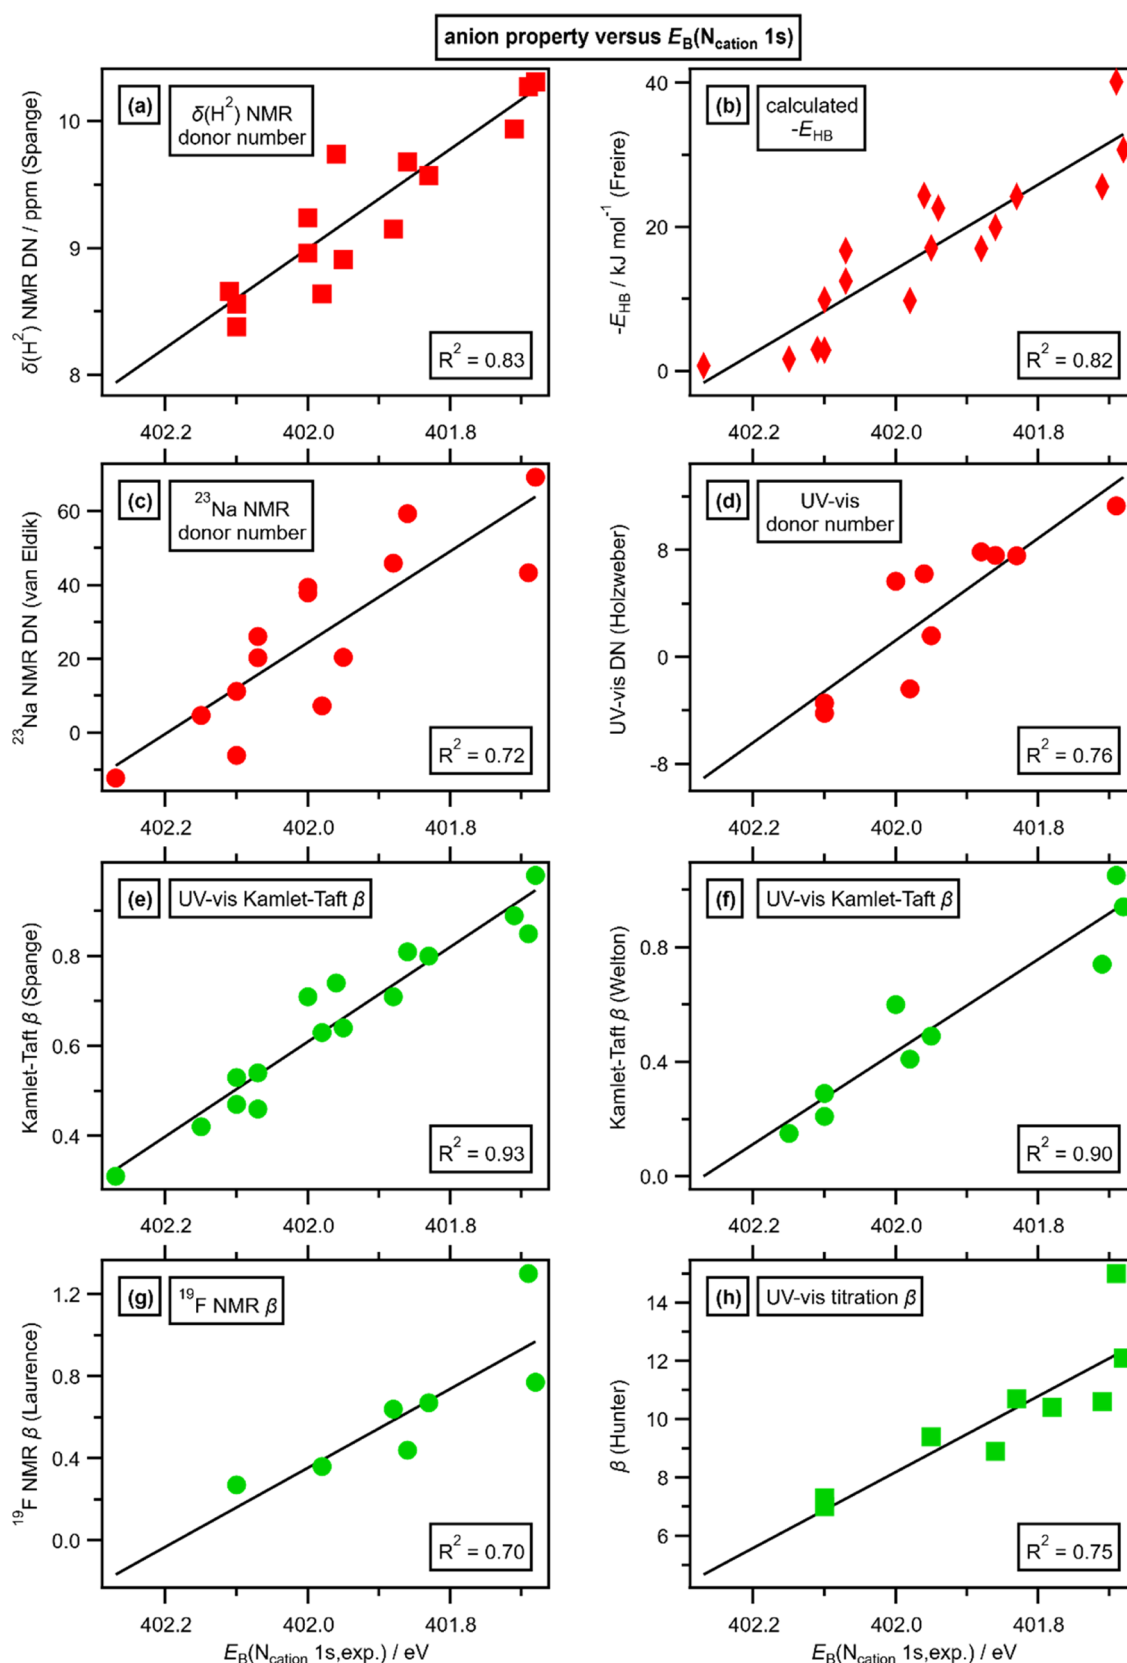 anion property versus E_B(N_cation 1s)
(a)
δ(H²) NMR
donor number
δ(H²) NMR DN / ppm (Spange)
10
9
8
R² = 0.83
402.2 402.0 401.8
(b)
calculated
-E_HB
-E_HB / kJ mol⁻¹ (Freire)
40
20
0
R² = 0.82
402.2 402.0 401.8
(c)
²³Na NMR
donor number
²³Na NMR DN (van Eldik)
60
40
20
0
R² = 0.72
402.2 402.0 401.8
(d)
UV-vis
donor number
UV-vis DN (Holzweber)
8
0
-8
R² = 0.76
402.2 402.0 401.8
(e)
UV-vis Kamlet-Taft β
Kamlet-Taft β (Spange)
0.8
0.6
0.4
R² = 0.93
402.2 402.0 401.8
(f)
UV-vis Kamlet-Taft β
Kamlet-Taft β (Welton)
0.8
0.4
0.0
R² = 0.90
402.2 402.0 401.8
(g)
¹⁹F NMR β
¹⁹F NMR β (Laurence)
1.2
0.8
0.4
0.0
R² = 0.70
402.2 402.0 401.8
E_B(N_cation 1s,exp.) / eV
(h)
UV-vis titration β
β (Hunter)
14
12
10
8
6
R² = 0.75
402.2 402.0 401.8
E_B(N_cation 1s,exp.) / eV